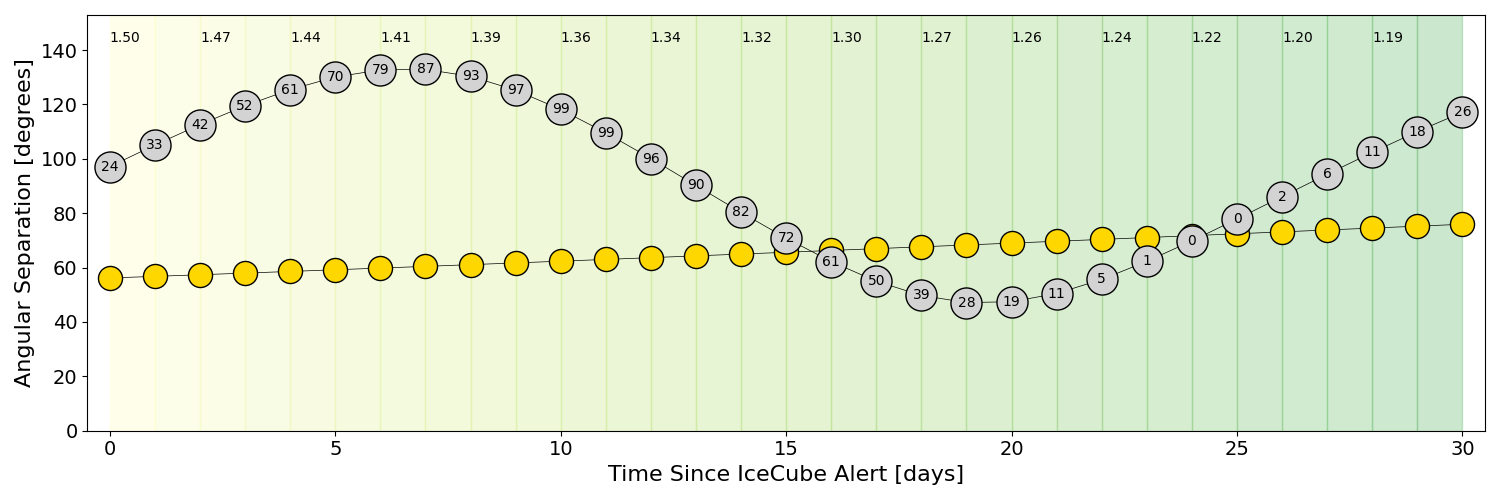 1.50 1.47 1.44 1.41 1.39 1.36 1.34 1.32 1.30 1.27 1.26 1.24 1.22 1.20 1.19
Angular Separation [degrees]
140
120
100
80
60
40
20
0
24 33 42 52 61 70 79 87 93 97 99 99 96 90 82 72 61 50 39 28 19 11 5 1 0 0 2 6 11 18 26
0 5 10 15 20 25 30
Time Since IceCube Alert [days]